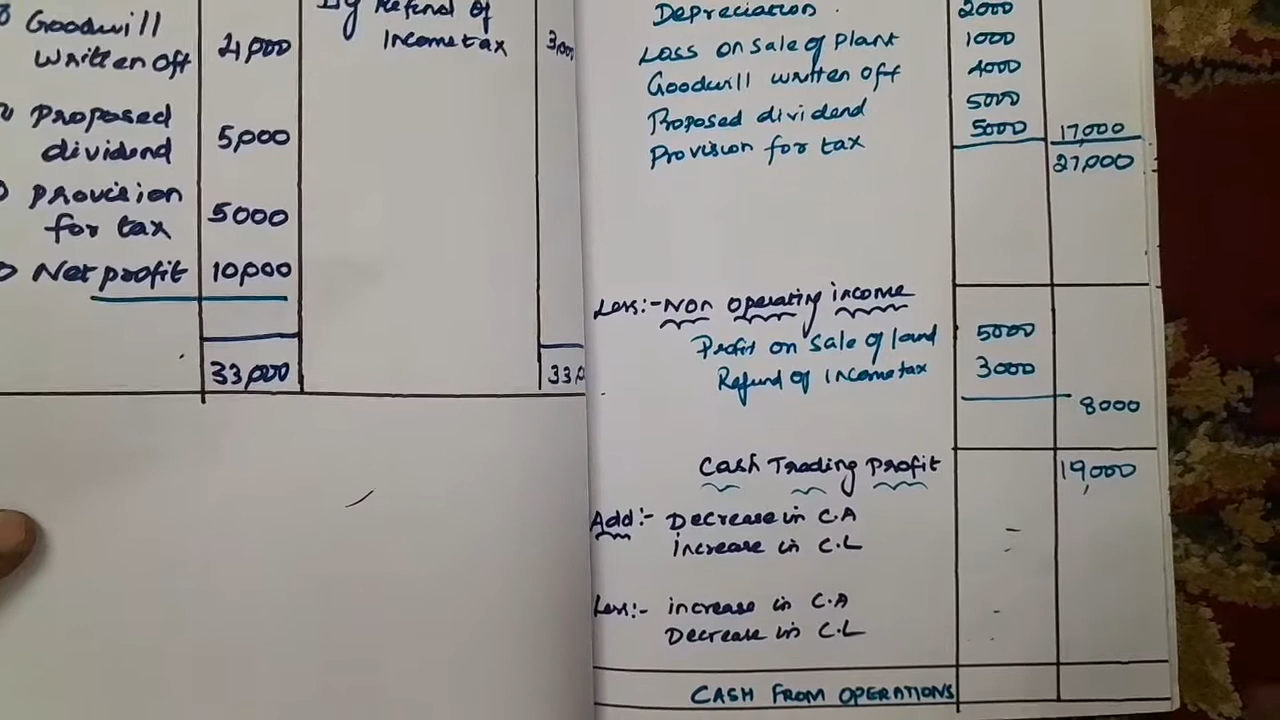 Goodwill
written off 4,000
Proposed
dividend 5,000
Provision
for tax 5000
Net profit 10,000
33,000
By Refund of
Income tax 3,000
33,0
Depreciation. 2000
Loss on sale of plant 1000
Goodwill written off 4000
Proposed dividend 5000
Provision for tax 5000 17,000
27,000
Less:- Non operating income
Profit on sale of land 5000
Refund of Income tax 3000
8000
Cash Trading Profit 19,000
Add:- Decrease in C.A -
increase in C.L -
Less:- increase in C.A -
Decrease in C.L -
CASH FROM OPERATIONS